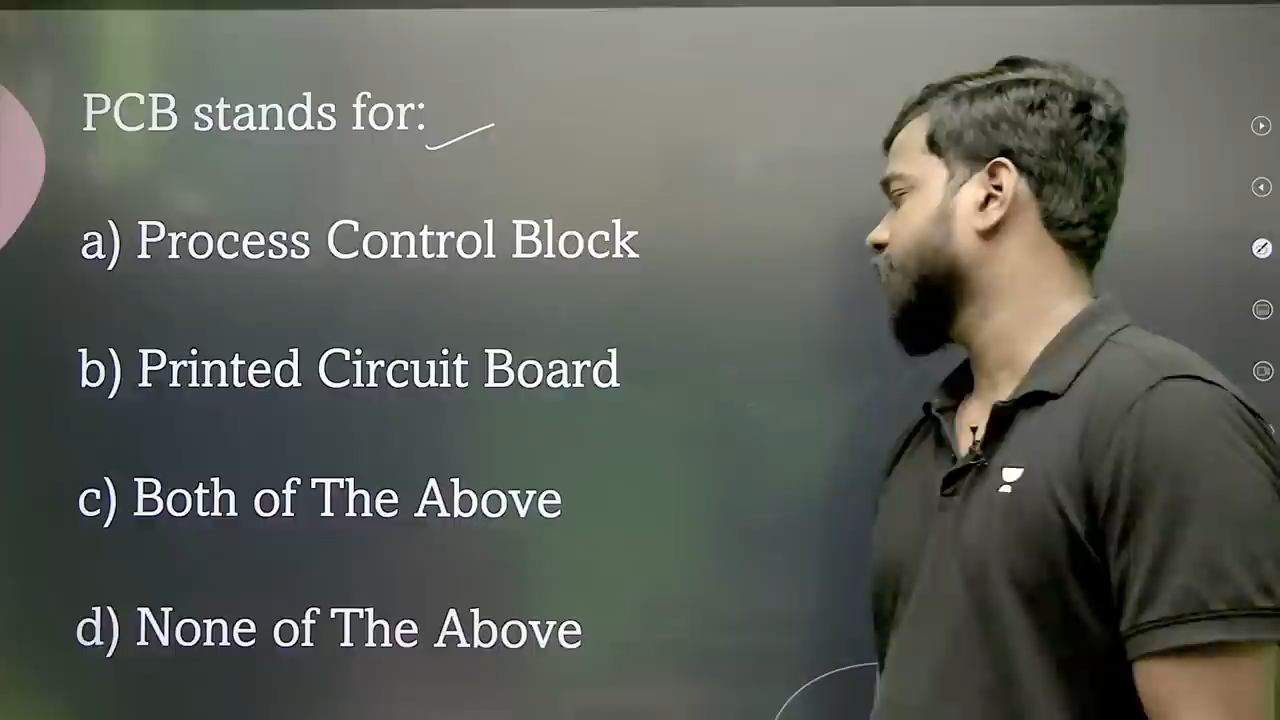 PCB stands for:
a) Process Control Block
b) Printed Circuit Board
c) Both of The Above
d) None of The Above